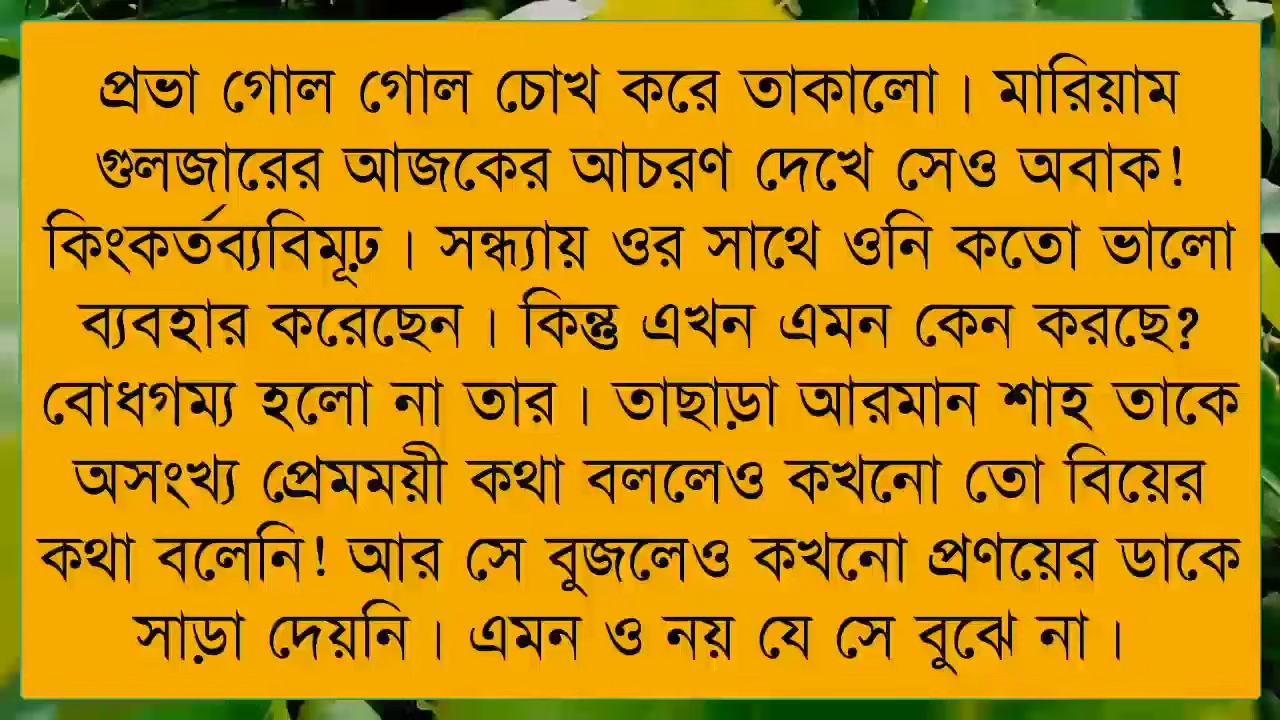 প্রভা গোল গোল চোখ করে তাকালো। মারিয়াম
গুলজারের আজকের আচরণ দেখে সেও অবাক!
কিংকর্তব্যবিমূঢ়। সন্ধ্যায় ওর সাথে ওনি কতো ভালো
ব্যবহার করেছেন। কিন্তু এখন এমন কেন করছে?
বোধগম্য হলো না তার। তাছাড়া আরমান শাহ তাকে
অসংখ্য প্রেমময়ী কথা বললেও কখনো তো বিয়ের
কথা বলেনি! আর সে বুজলেও কখনো প্রণয়ের ডাকে
সাড়া দেয়নি। এমন ও নয় যে সে বুঝে না।